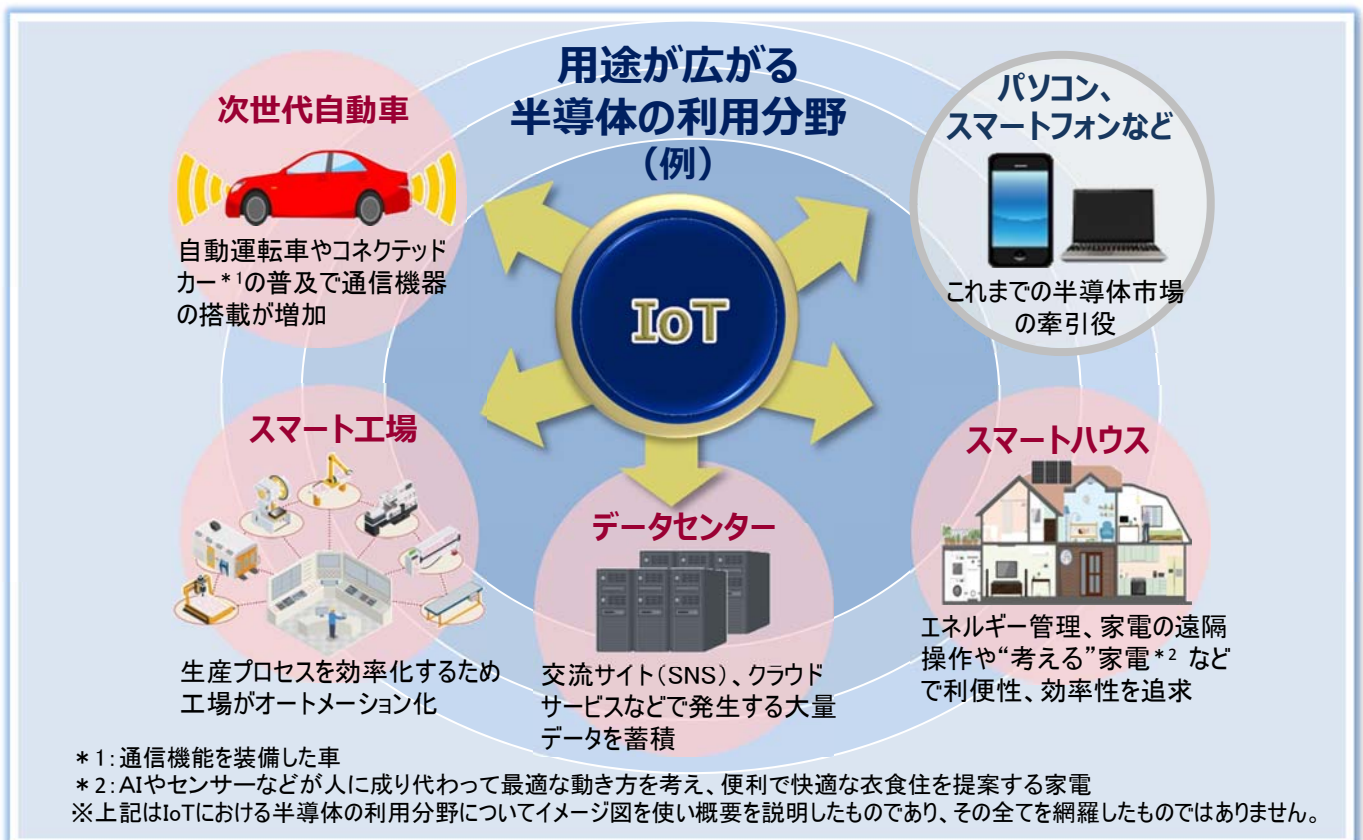 用途が広がる
半導体の利用分野
（例）
次世代自動車
自動運転車やコネクテッド
カー*1の普及で通信機器
の搭載が増加
パソコン、
スマートフォンなど
これまでの半導体市場
の牽引役
IoT
スマート工場
生産プロセスを効率化するため
工場がオートメーション化
データセンター
交流サイト（SNS）、クラウド
サービスなどで発生する大量
データを蓄積
スマートハウス
エネルギー管理、家電の遠隔
操作や“考える”家電*2 など
で利便性、効率性を追求
*1：通信機能を装備した車
*2：AIやセンサーなどが人に成り代わって最適な動き方を考え、便利で快適な衣食住を提案する家電
※上記はIoTにおける半導体の利用分野についてイメージ図を使い概要を説明したものであり、その全てを網羅したものではありません。